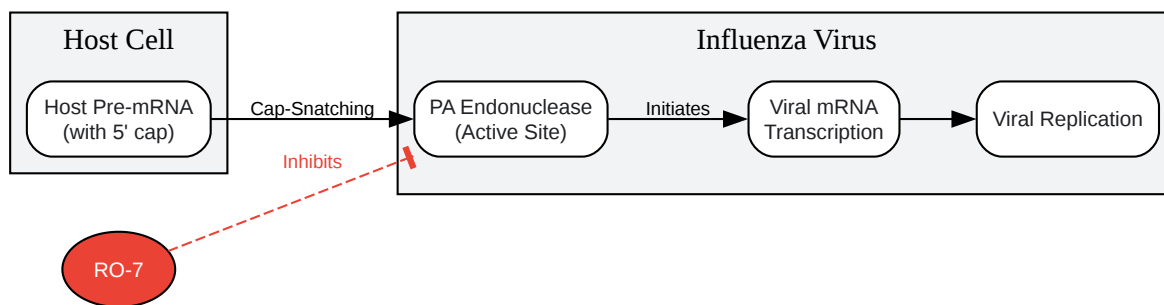 Host Cell
Influenza Virus
Host Pre-mRNA
(with 5' cap)
Cap-Snatching
PA Endonuclease
(Active Site)
Initiates
Viral mRNA
Transcription
Viral Replication
Inhibits
RO-7